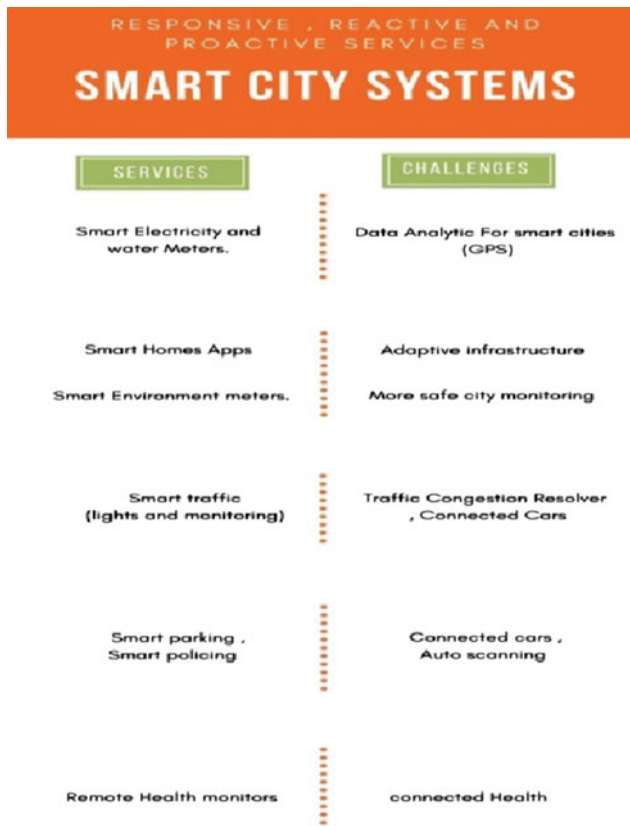 RESPONSIVE , REACTIVE AND
PROACTIVE SERVICES
SMART CITY SYSTEMS
SERVICES
CHALLENGES
Smart Electricity and
water Meters.
Data Analytic For smart cities
(GPS)
Smart Homes Apps
Adaptive infrastructure
Smart Environment meters.
More safe city monitoring
Smart traffic
(lights and monitoring)
Traffic Congestion Resolver
, Connected Cars
Smart parking ,
Smart policing
Connected cars ,
Auto scanning
Remote Health monitors
connected Health